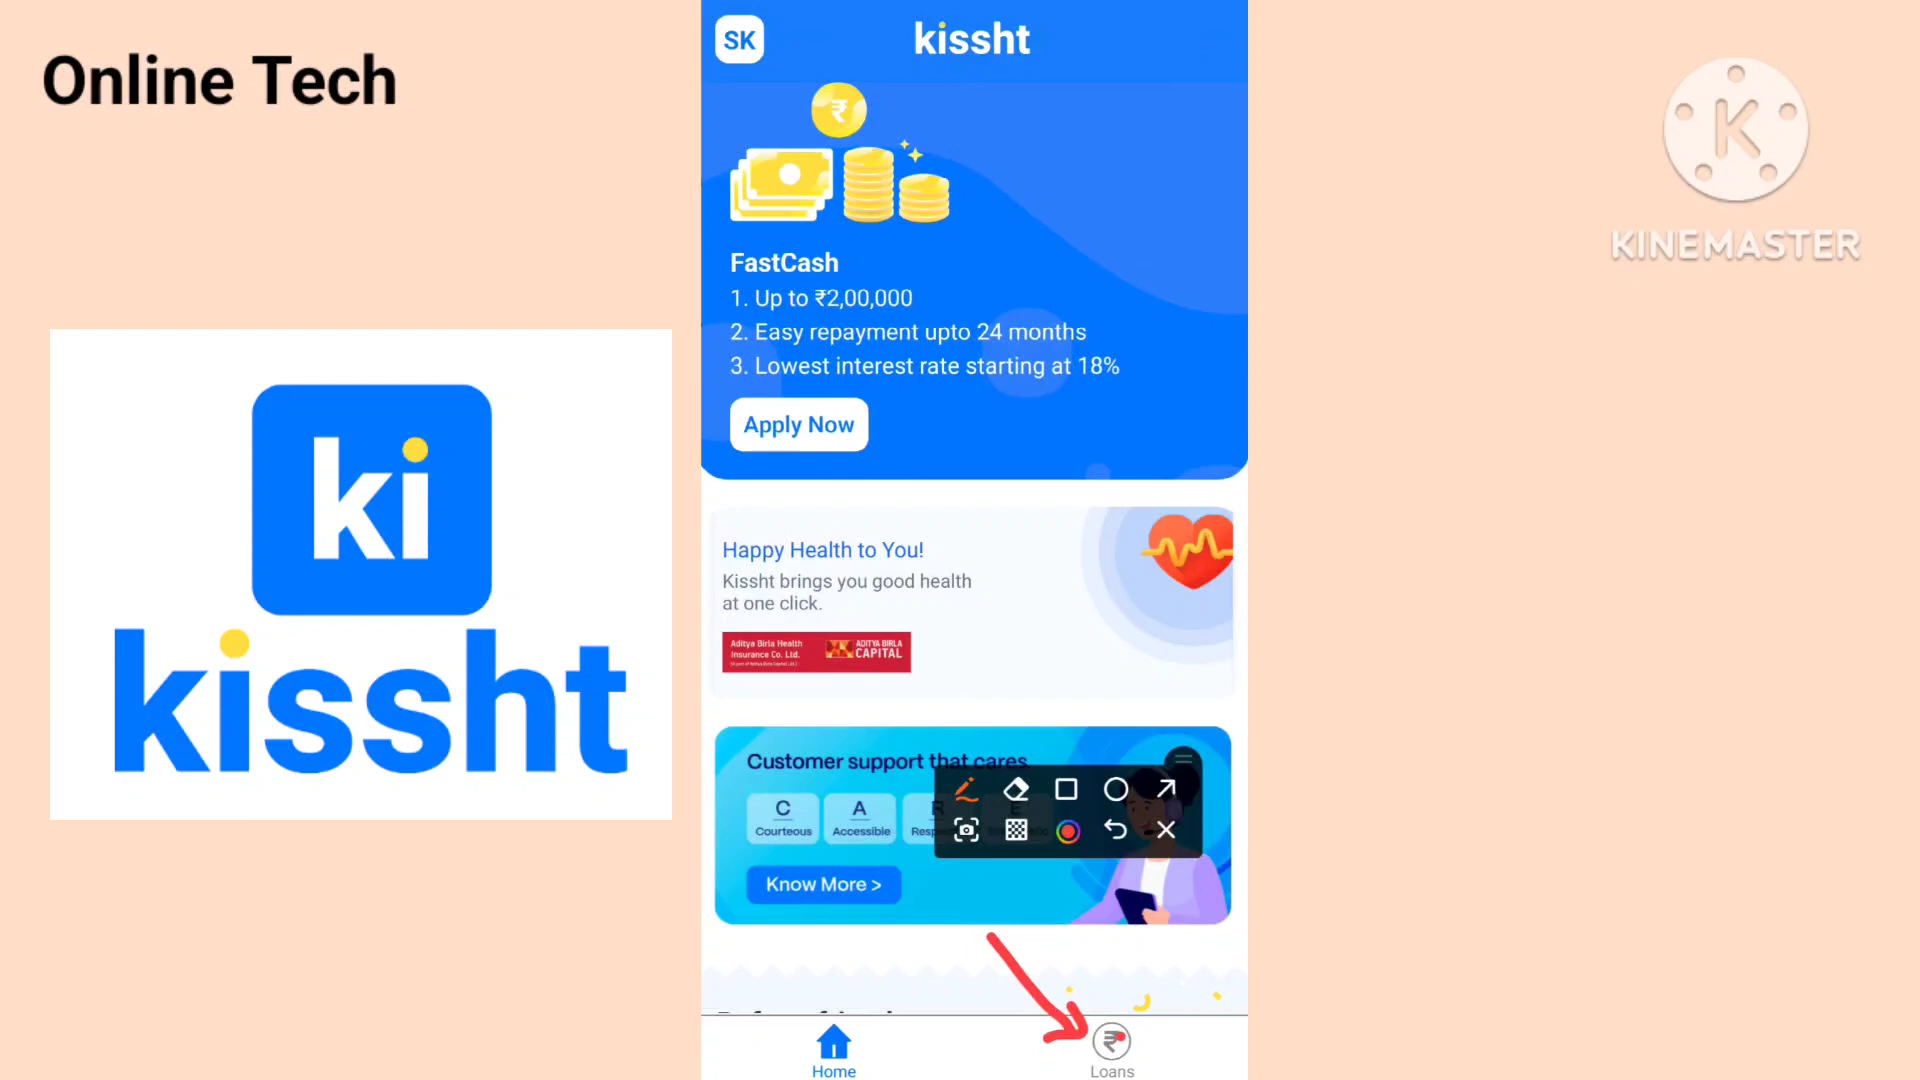 Online Tech
ki
kissht
SK
kissht
FastCash
1. Up to ₹2,00,000
2. Easy repayment upto 24 months
3. Lowest interest rate starting at 18%
Apply Now
Happy Health to You!
Kissht brings you good health
at one click.
Aditya Birla Health
Insurance Co. Ltd.
ADITYA BIRLA
CAPITAL
Customer support that cares
C
A
R
E
Courteous
Accessible
Know More >
Home
Loans
K
KINEMASTER